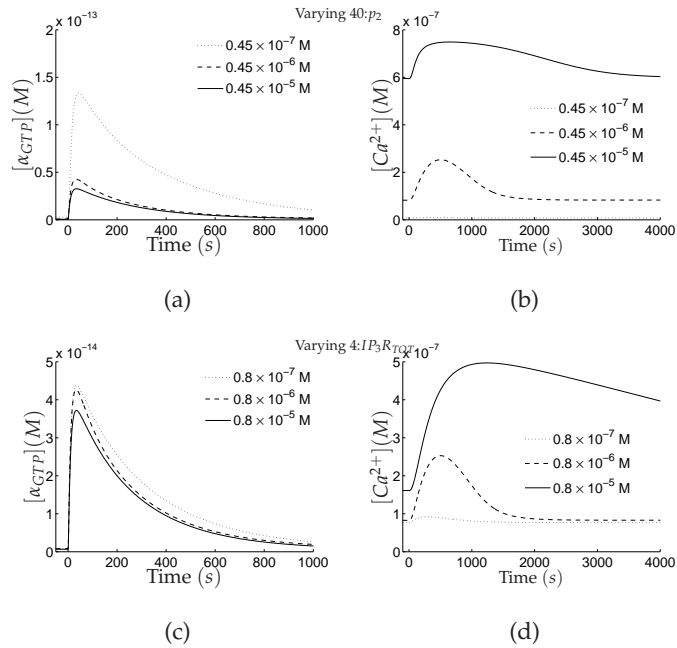 Varying 40:p₂
x 10⁻¹³
2
1.5
1
0.5
0
[α_GTP](M)
0.45 × 10⁻⁷ M
0.45 × 10⁻⁶ M
0.45 × 10⁻⁵ M
0 200 400 600 800 1000
Time (s)
(a)
x 10⁻⁷
8
6
4
2
0
[Ca²⁺](M)
0.45 × 10⁻⁷ M
0.45 × 10⁻⁶ M
0.45 × 10⁻⁵ M
0 1000 2000 3000 4000
Time (s)
(b)
Varying 4:IP₃R_TOT
x 10⁻¹⁴
5
4
3
2
1
0
[α_GTP](M)
0.8 × 10⁻⁷ M
0.8 × 10⁻⁶ M
0.8 × 10⁻⁵ M
0 200 400 600 800 1000
Time (s)
(c)
x 10⁻⁷
5
4
3
2
1
0
[Ca²⁺](M)
0.8 × 10⁻⁷ M
0.8 × 10⁻⁶ M
0.8 × 10⁻⁵ M
0 1000 2000 3000 4000
Time (s)
(d)